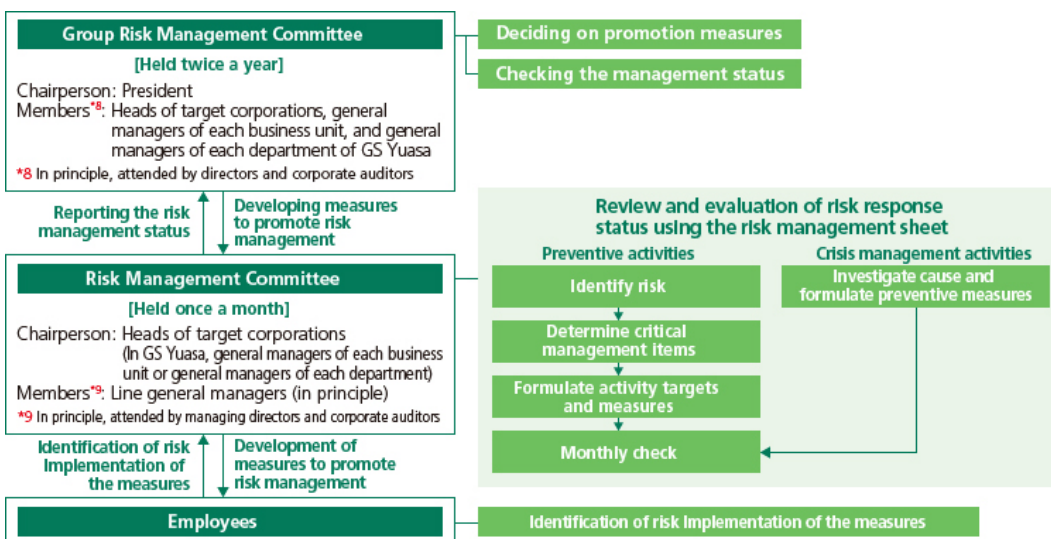 Group Risk Management Committee
[Held twice a year]
Chairperson: President
Members*8: Heads of target corporations, general
managers of each business unit, and general
managers of each department of GS Yuasa
*8 In principle, attended by directors and corporate auditors
Deciding on promotion measures
Checking the management status
Reporting the risk
management status
Developing measures
to promote risk
management
Risk Management Committee
[Held once a month]
Chairperson: Heads of target corporations
(In GS Yuasa, general managers of each business
unit or general managers of each department)
Members*9: Line general managers (in principle)
*9 In principle, attended by managing directors and corporate auditors
Review and evaluation of risk response
status using the risk management sheet
Preventive activities
Identify risk
Determine critical
management items
Formulate activity targets
and measures
Monthly check
Crisis management activities
Investigate cause and
formulate preventive measures
Identification of risk
Implementation of
the measures
Development of
measures to promote
risk management
Employees
Identification of risk Implementation of the measures